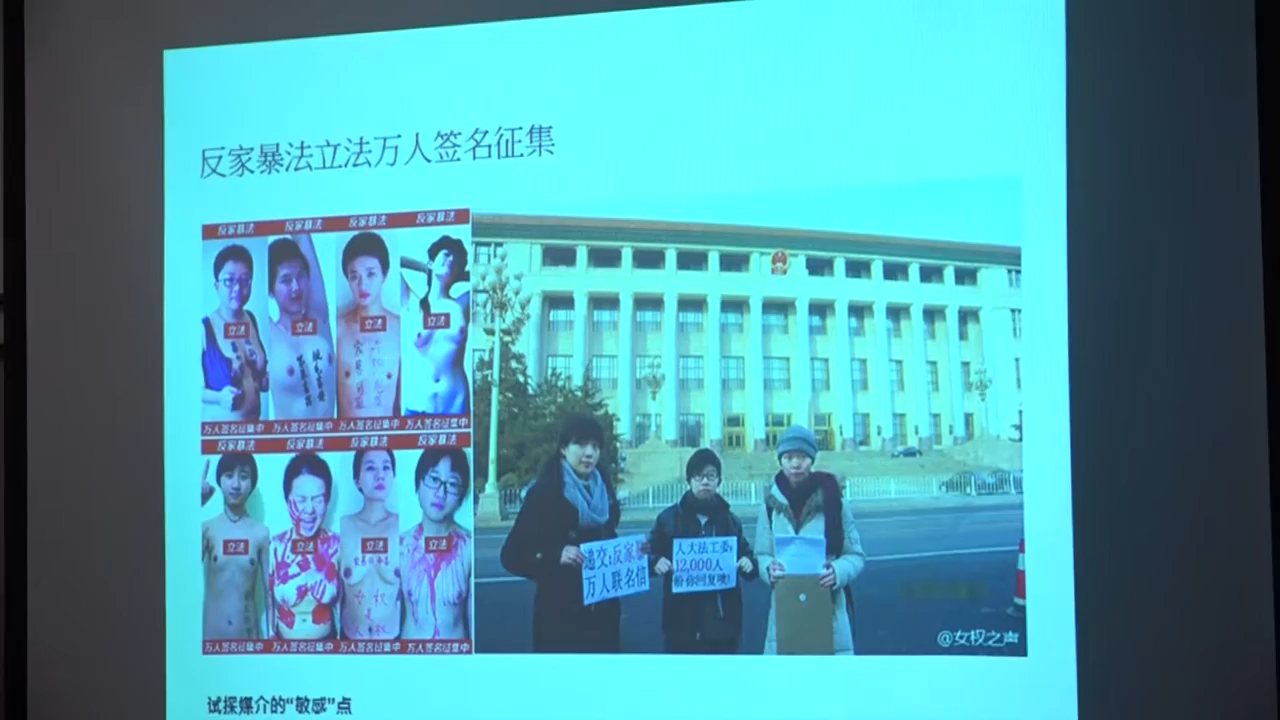 反家暴法立法万人签名征集
反家暴法 反家暴法 反家暴法 反家暴法
立法 立法 立法 立法
万人签名征集中 万人签名征集中 万人签名征集中 万人签名征集中
反家暴法 反家暴法 反家暴法 反家暴法
立法 立法 立法 立法
万人签名征集中 万人签名征集中 万人签名征集中 万人签名征集中
递交:反家暴
万人联名信
人大法工委:
12,000人
盼你回复噢!
@女权之声
试探媒介的“敏感”点